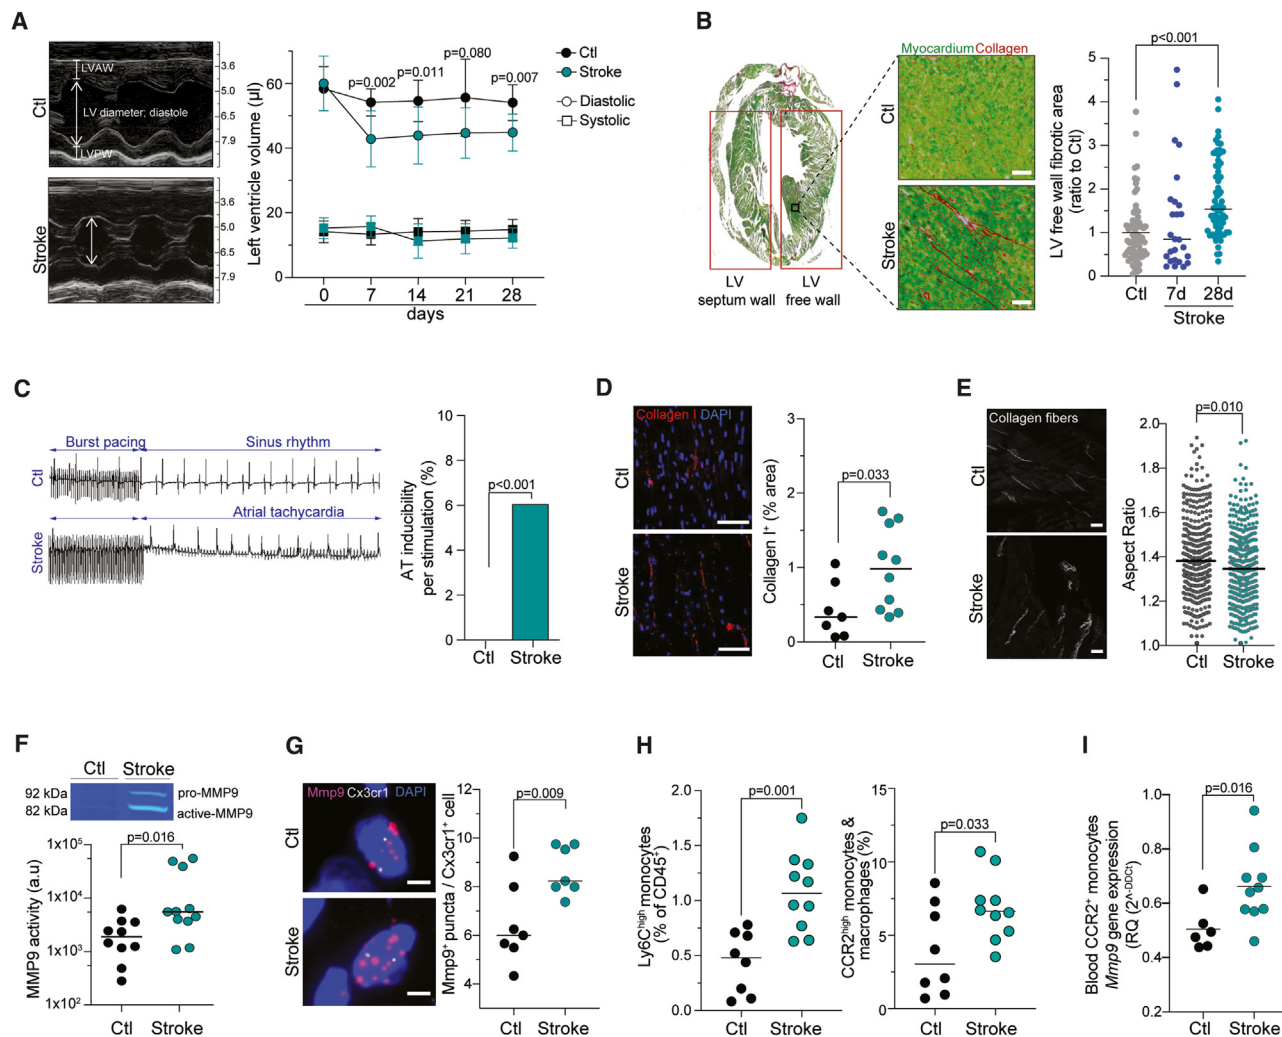 A
Ctl
LVAW
LV diameter; diastole
LVPW
3.6
5.0
6.5
7.9
Stroke
3.6
5.0
6.5
7.9
Left ventricle volume (µl)
60
40
20
0
p=0.002
p=0.011
p=0.080
p=0.007
0 7 14 21 28
days
Ctl
Stroke
Diastolic
Systolic
B
LV
septum wall
LV
free wall
Myocardium Collagen
Ctl
Stroke
LV free wall fibrotic area
(ratio to Ctl)
p<0.001
5
4
3
2
1
0
Ctl 7d 28d
Stroke
C
Burst pacing Sinus rhythm
Ctl
Atrial tachycardia
Stroke
AT inducibility
per stimulation (%)
10
8
6
4
2
0
p<0.001
Ctl Stroke
D
Collagen I DAPI
Ctl
Stroke
Collagen I⁺ (% area)
3
2
1
0
p=0.033
Ctl Stroke
E
Collagen fibers
Ctl
Stroke
Aspect Ratio
2.0
1.8
1.6
1.4
1.2
1.0
p=0.010
Ctl Stroke
F
Ctl Stroke
92 kDa pro-MMP9
82 kDa active-MMP9
MMP9 activity (a.u)
1x10⁵
1x10⁴
1x10³
1x10²
p=0.016
Ctl Stroke
G
Mmp9 Cx3cr1 DAPI
Ctl
Stroke
Mmp9⁺ puncta / Cx3cr1⁺ cell
12
10
8
6
4
p=0.009
Ctl Stroke
H
Ly6Cʰⁱᵍʰ monocytes
(% of CD45⁺)
2.0
1.5
1.0
0.5
0.0
p=0.001
Ctl Stroke
CCR2ʰⁱᵍʰ monocytes &
macrophages (%)
15
10
5
0
p=0.033
Ctl Stroke
I
Blood CCR2⁺ monocytes
Mmp9 gene expression
(RQ (2^-DDCt)
1.0
0.8
0.6
0.4
0.2
p=0.016
Ctl Stroke